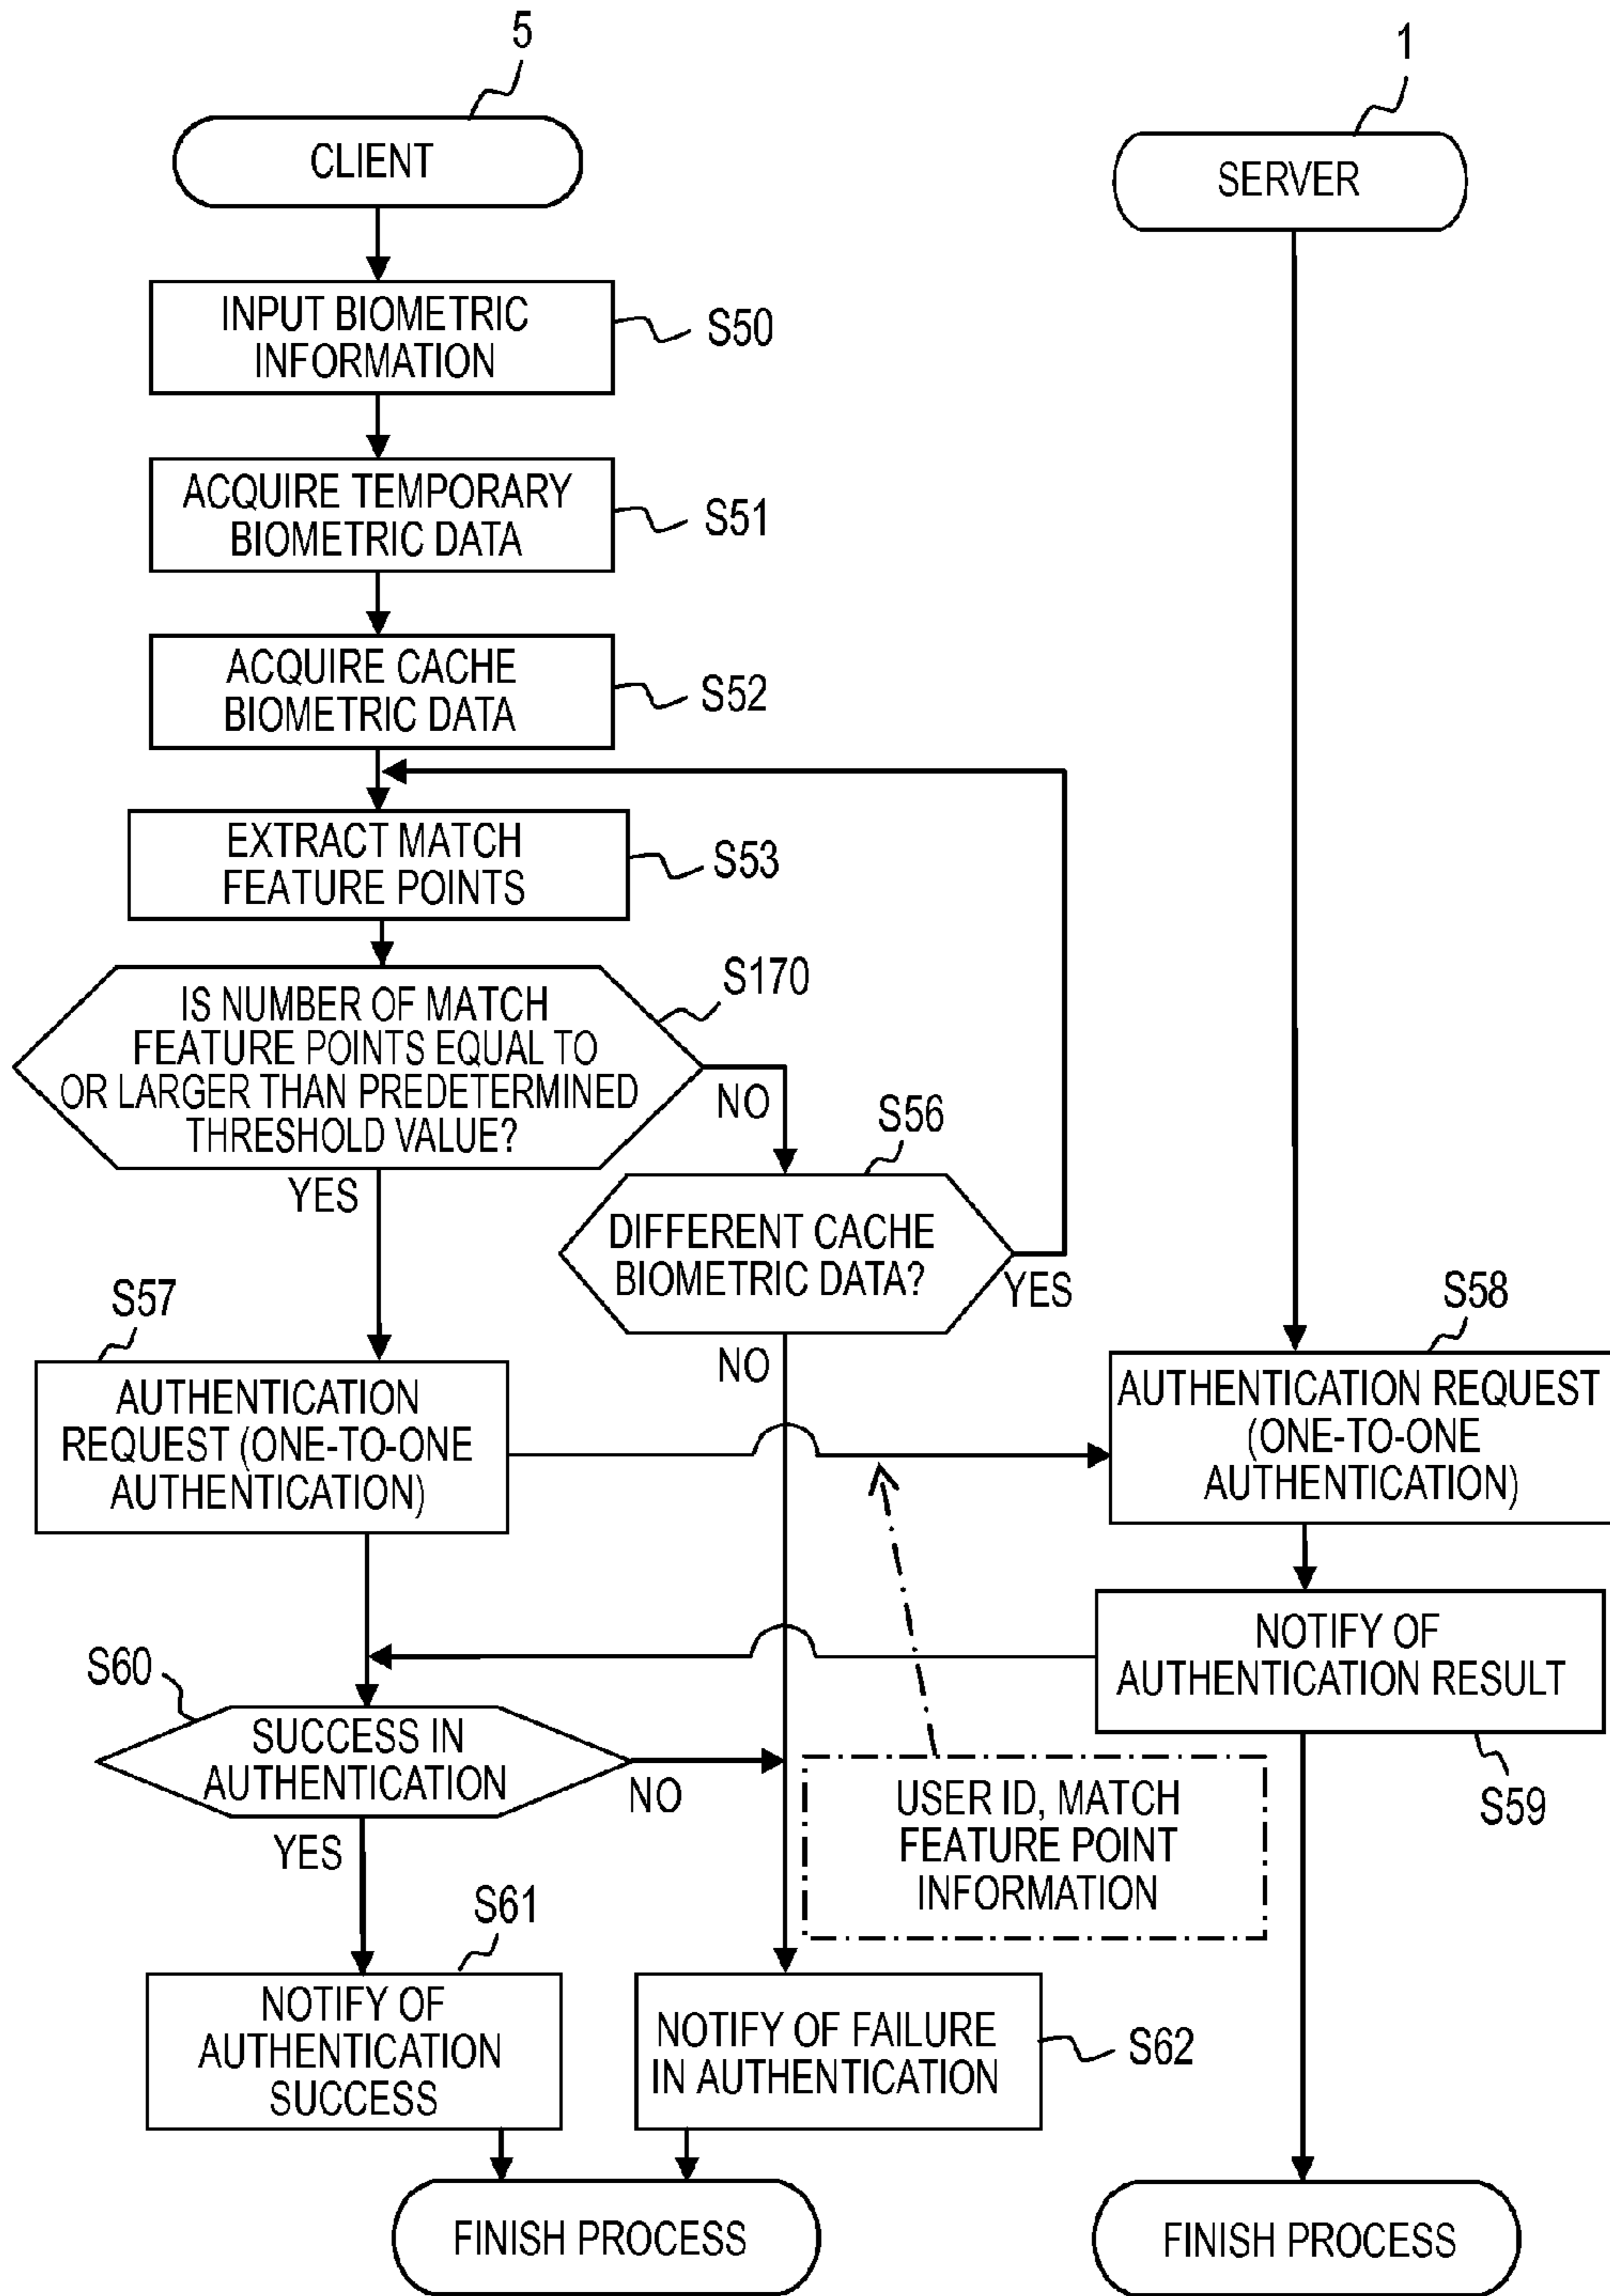 5
1
CLIENT
SERVER
INPUT BIOMETRIC
INFORMATION
S50
ACQUIRE TEMPORARY
BIOMETRIC DATA
S51
ACQUIRE CACHE
BIOMETRIC DATA
S52
EXTRACT MATCH
FEATURE POINTS
S53
IS NUMBER OF MATCH
FEATURE POINTS EQUAL TO
OR LARGER THAN PREDETERMINED
THRESHOLD VALUE?
S170
NO
YES
S56
DIFFERENT CACHE
BIOMETRIC DATA?
YES
NO
S57
AUTHENTICATION
REQUEST (ONE-TO-ONE
AUTHENTICATION)
S58
AUTHENTICATION REQUEST
(ONE-TO-ONE
AUTHENTICATION)
NOTIFY OF
AUTHENTICATION RESULT
S59
S60
SUCCESS IN
AUTHENTICATION
NO
YES
USER ID, MATCH
FEATURE POINT
INFORMATION
S61
NOTIFY OF
AUTHENTICATION
SUCCESS
NOTIFY OF FAILURE
IN AUTHENTICATION
S62
FINISH PROCESS
FINISH PROCESS